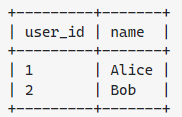 +---------+-------+
| user_id | name  |
+---------+-------+
| 1       | Alice |
| 2       | Bob   |
+---------+-------+